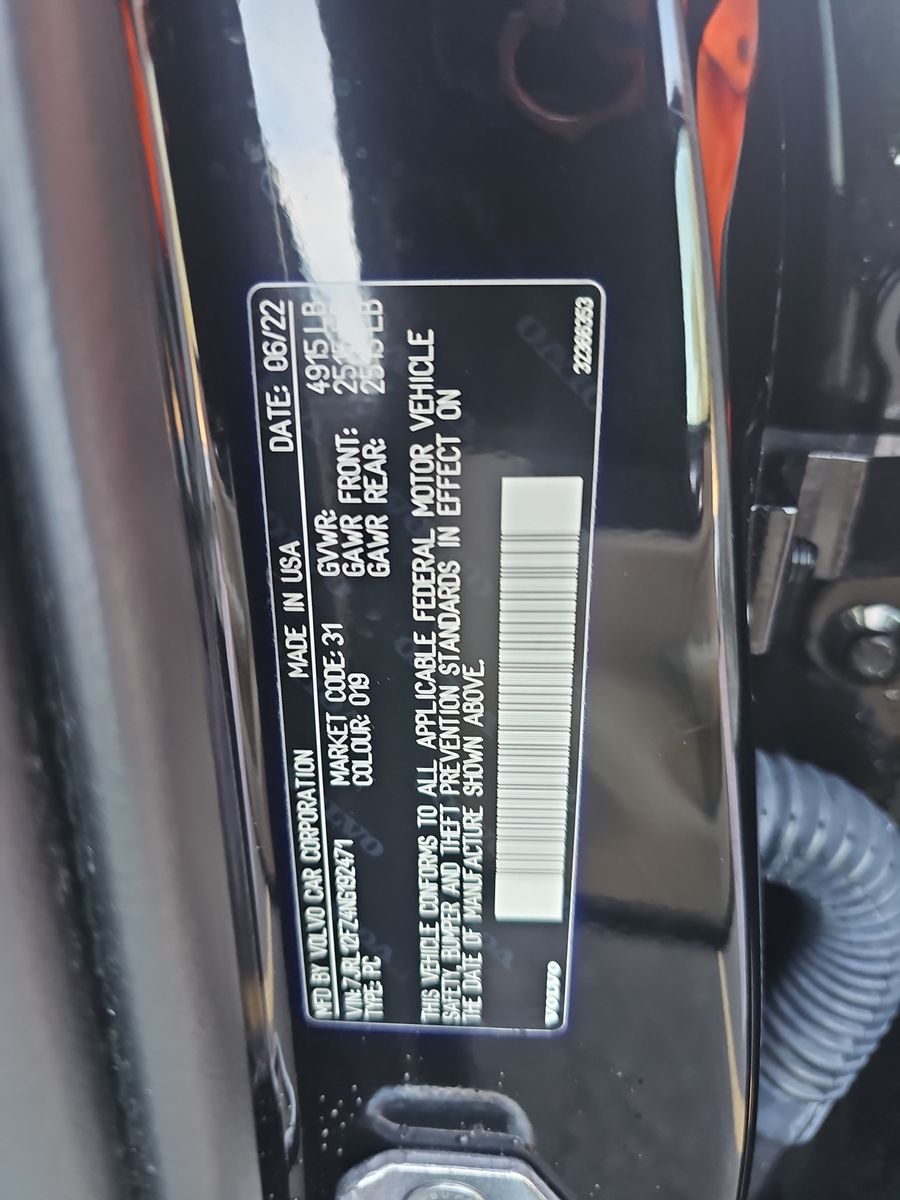 MFD BY VOLVO CAR CORPORATION MADE IN USA DATE: 06/22
VIN: 7JRL12FZ4NG192471 MARKET CODE: 31 GVWR: 4915 LB
TYPE: PC COLOUR: 019 GAWR FRONT:
GAWR REAR: LB
THIS VEHICLE CONFORMS TO ALL APPLICABLE FEDERAL MOTOR VEHICLE
SAFETY, BUMPER AND THEFT PREVENTION STANDARDS IN EFFECT ON
THE DATE OF MANUFACTURE SHOWN ABOVE.
VOLVO